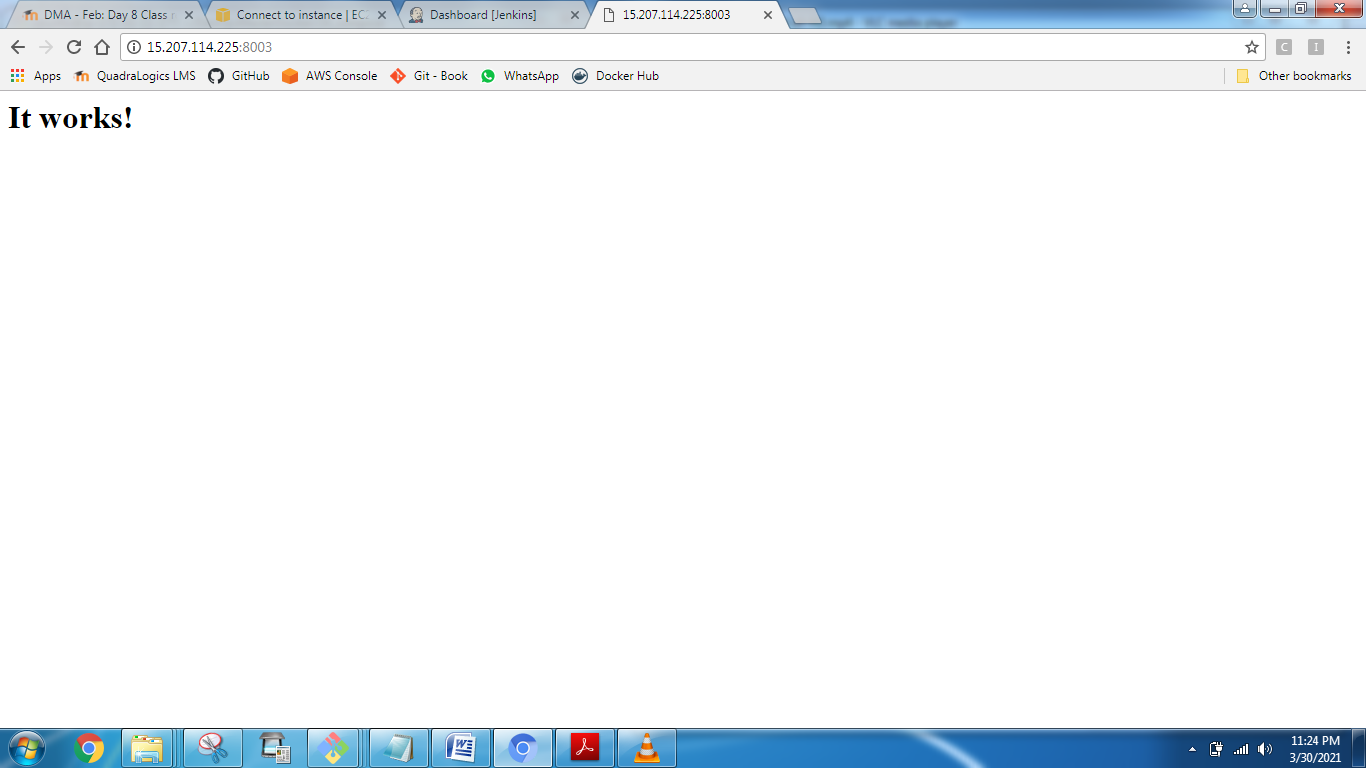 DMA - Feb: Day 8 Class
Connect to instance | EC
Dashboard [Jenkins]
15.207.114.225:8003
15.207.114.225:8003
C
I
Apps
QuadraLogics LMS
GitHub
AWS Console
Git - Book
WhatsApp
Docker Hub
Other bookmarks
It works!
11:24 PM
3/30/2021